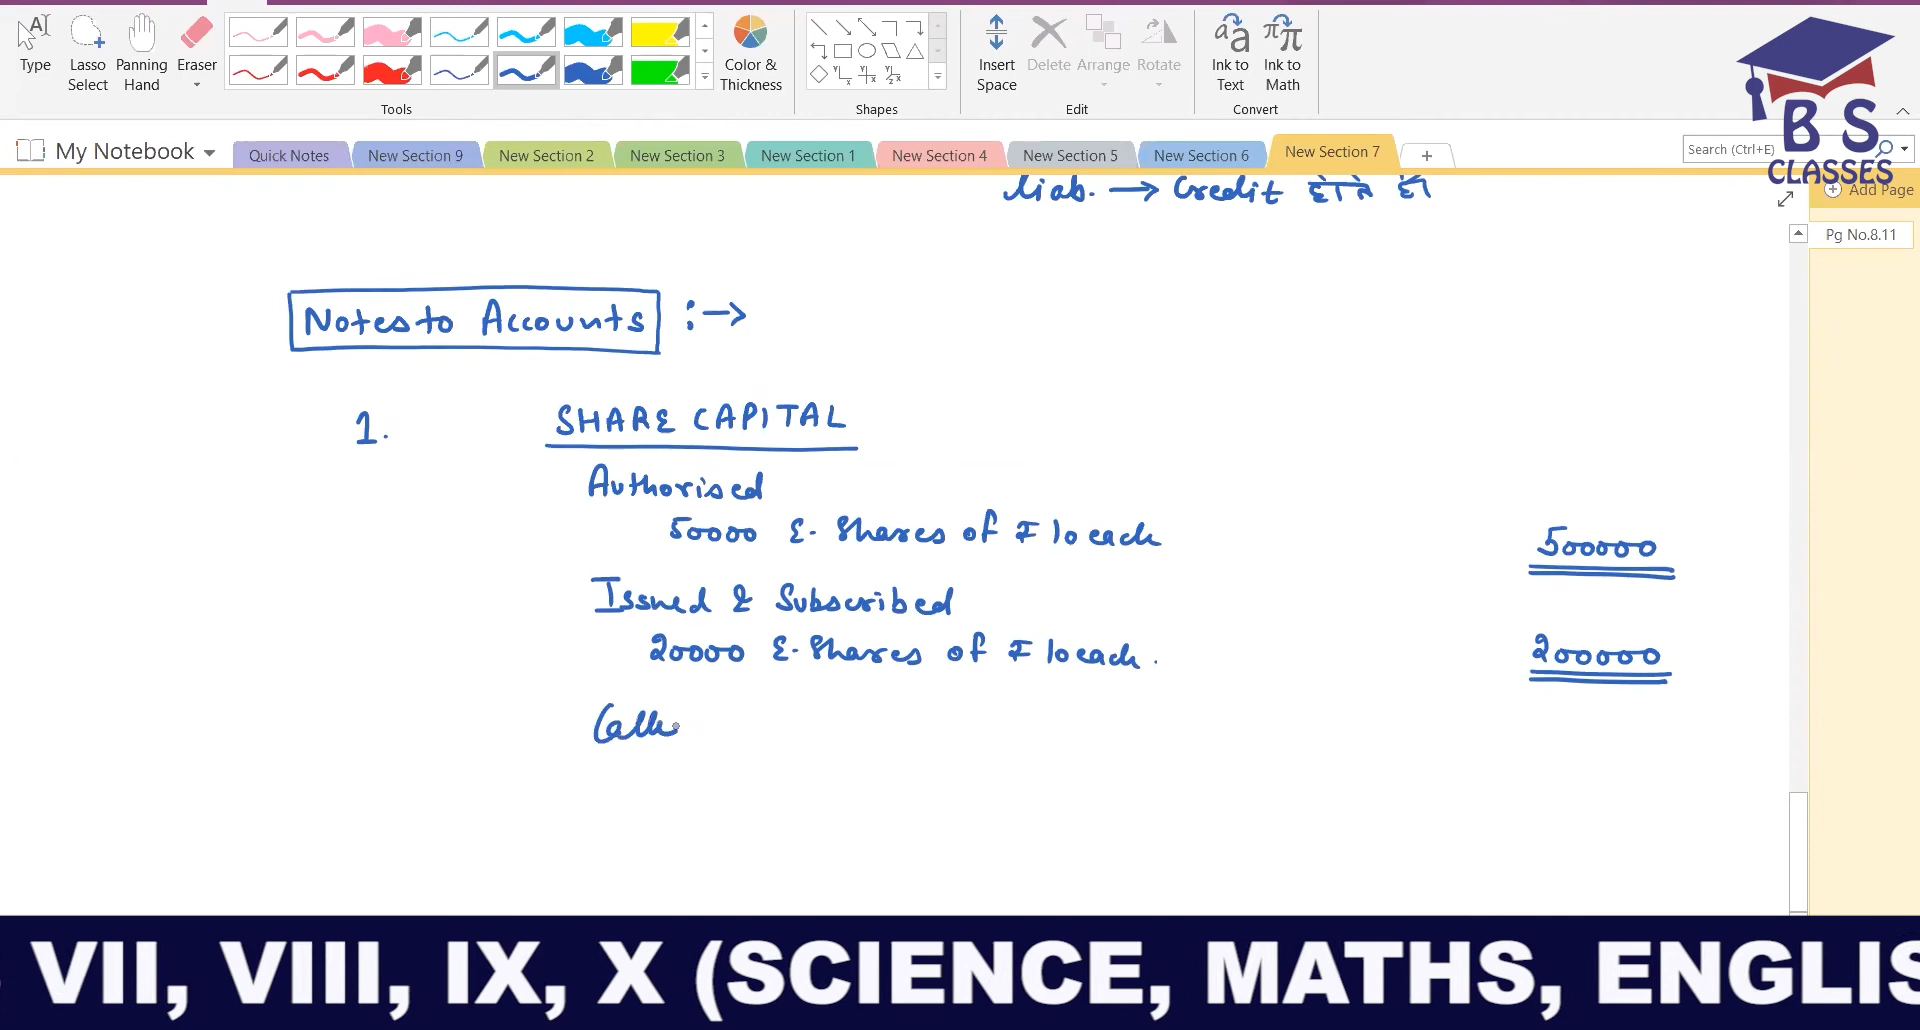 Type
Lasso Select
Panning Hand
Eraser
Color & Thickness
Insert Space
Delete
Arrange
Rotate
Ink to Text
Ink to Math
Tools
Shapes
Edit
Convert
B S
CLASSES
My Notebook
Quick Notes
New Section 9
New Section 2
New Section 3
New Section 1
New Section 4
New Section 5
New Section 6
New Section 7
Search (Ctrl+E)
Add Page
Pg No.8.11
liab. → Credit
Notes to Accounts :→
1. SHARE CAPITAL
Authorised
50000 E. Shares of ₹ 10 each 500000
Issued & Subscribed
20000 E. Shares of ₹ 10 each. 200000
Calle
VII, VIII, IX, X (SCIENCE, MATHS, ENGLIS